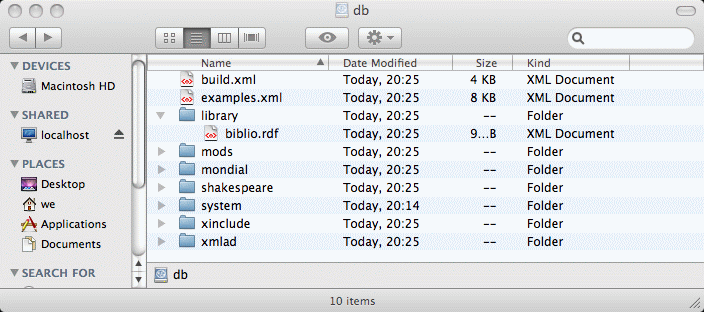 db
Name Date Modified Size Kind
DEVICES
Macintosh HD
SHARED
localhost
PLACES
Desktop
we
Applications
Documents
SEARCH FOR
build.xml Today, 20:25 4 KB XML Document
examples.xml Today, 20:25 8 KB XML Document
library Today, 20:25 -- Folder
biblio.rdf Today, 20:25 9...B XML Document
mods Today, 20:25 -- Folder
mondial Today, 20:25 -- Folder
shakespeare Today, 20:25 -- Folder
system Today, 20:14 -- Folder
xinclude Today, 20:25 -- Folder
xmlad Today, 20:25 -- Folder
db
10 items